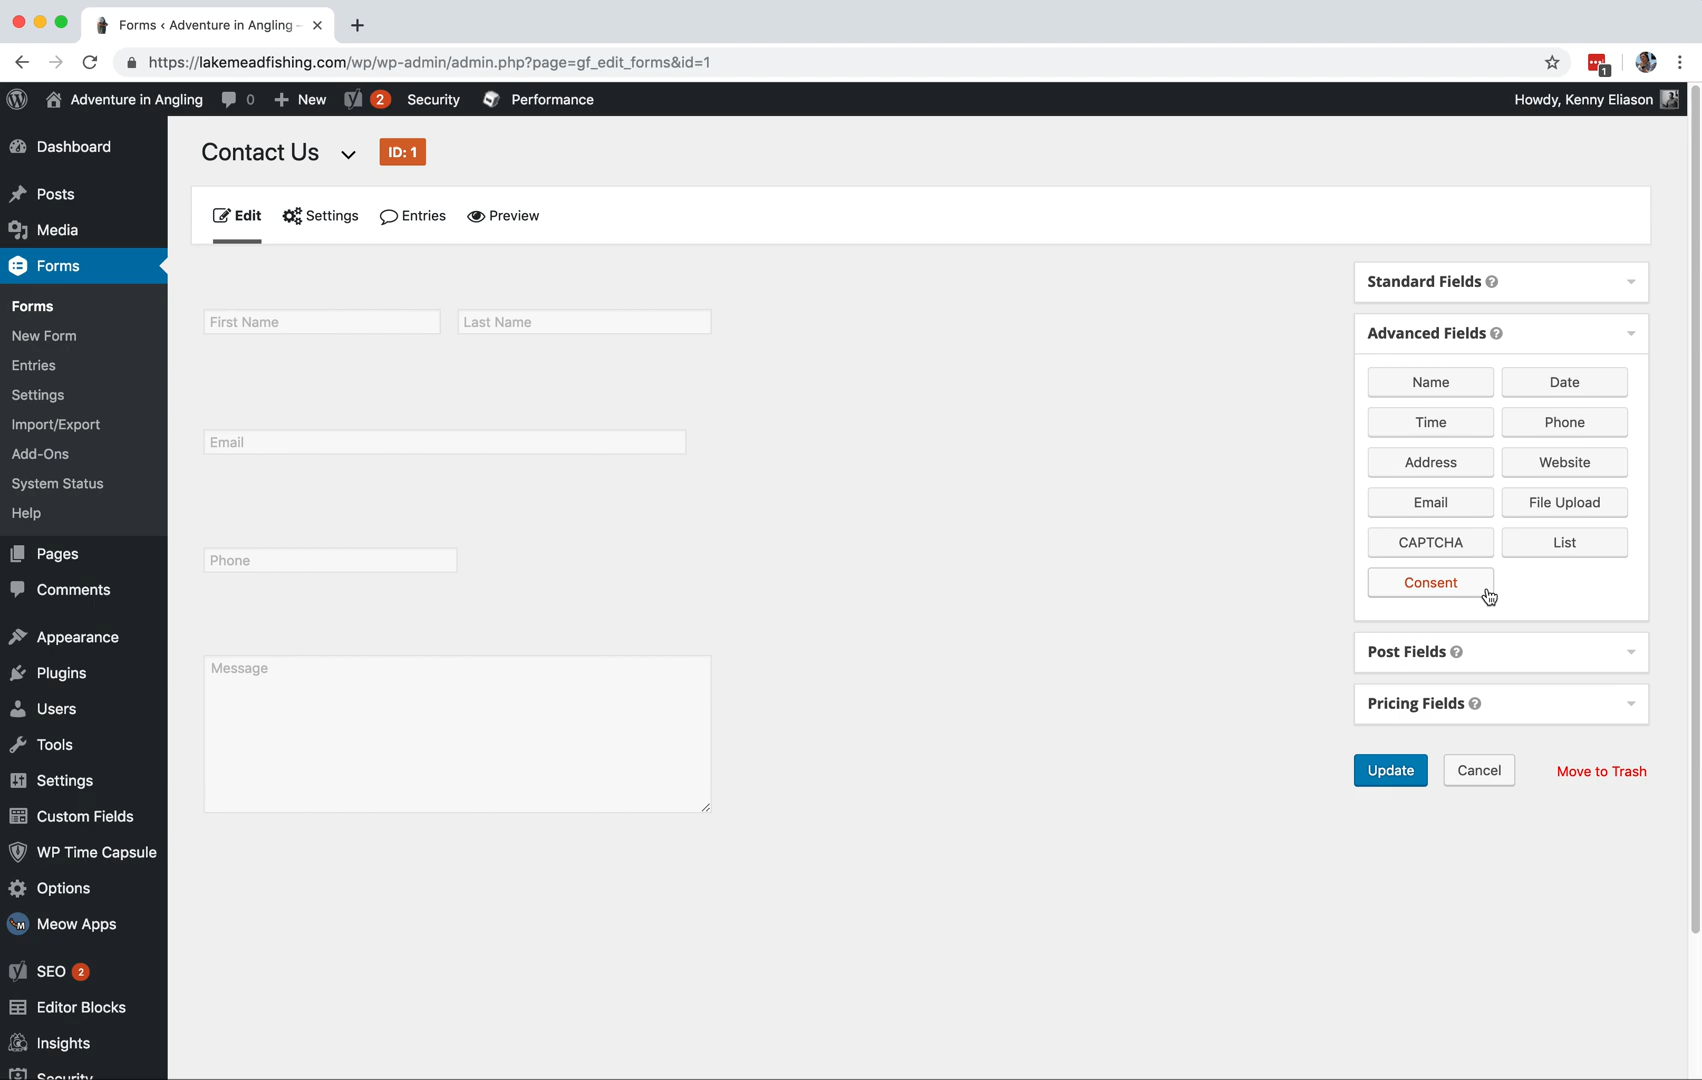 Forms ‹ Adventure in Angling –
https://lakemeadfishing.com/wp/wp-admin/admin.php?page=gf_edit_forms&id=1
1
Adventure in Angling 0 New 2 Security Performance Howdy, Kenny Eliason
Dashboard
Posts
Media
Forms
Forms
New Form
Entries
Settings
Import/Export
Add-Ons
System Status
Help
Pages
Comments
Appearance
Plugins
Users
Tools
Settings
Custom Fields
WP Time Capsule
Options
Meow Apps
SEO 2
Editor Blocks
Insights
Security
Contact Us ID: 1
Edit Settings Entries Preview
First Name Last Name
Email
Phone
Message
Standard Fields
Advanced Fields
Name Date
Time Phone
Address Website
Email File Upload
CAPTCHA List
Consent
Post Fields
Pricing Fields
Update Cancel Move to Trash